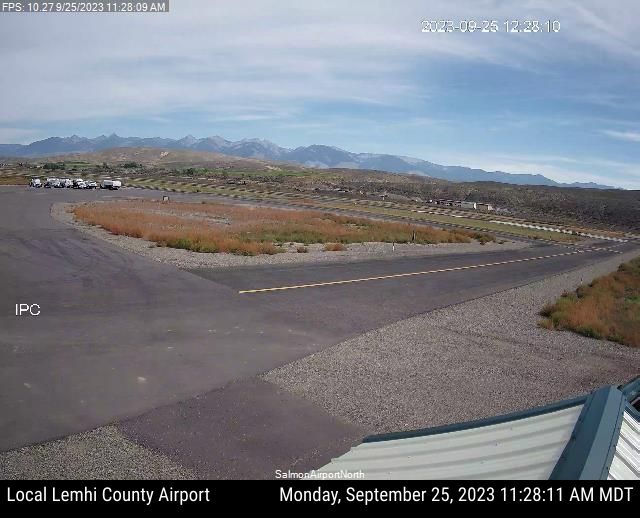 FPS: 10.27 9/25/2023 11:28:09 AM
2023-09-25 12:28:10
IPC
SalmonAirportNorth
Local Lemhi County Airport Monday, September 25, 2023 11:28:11 AM MDT